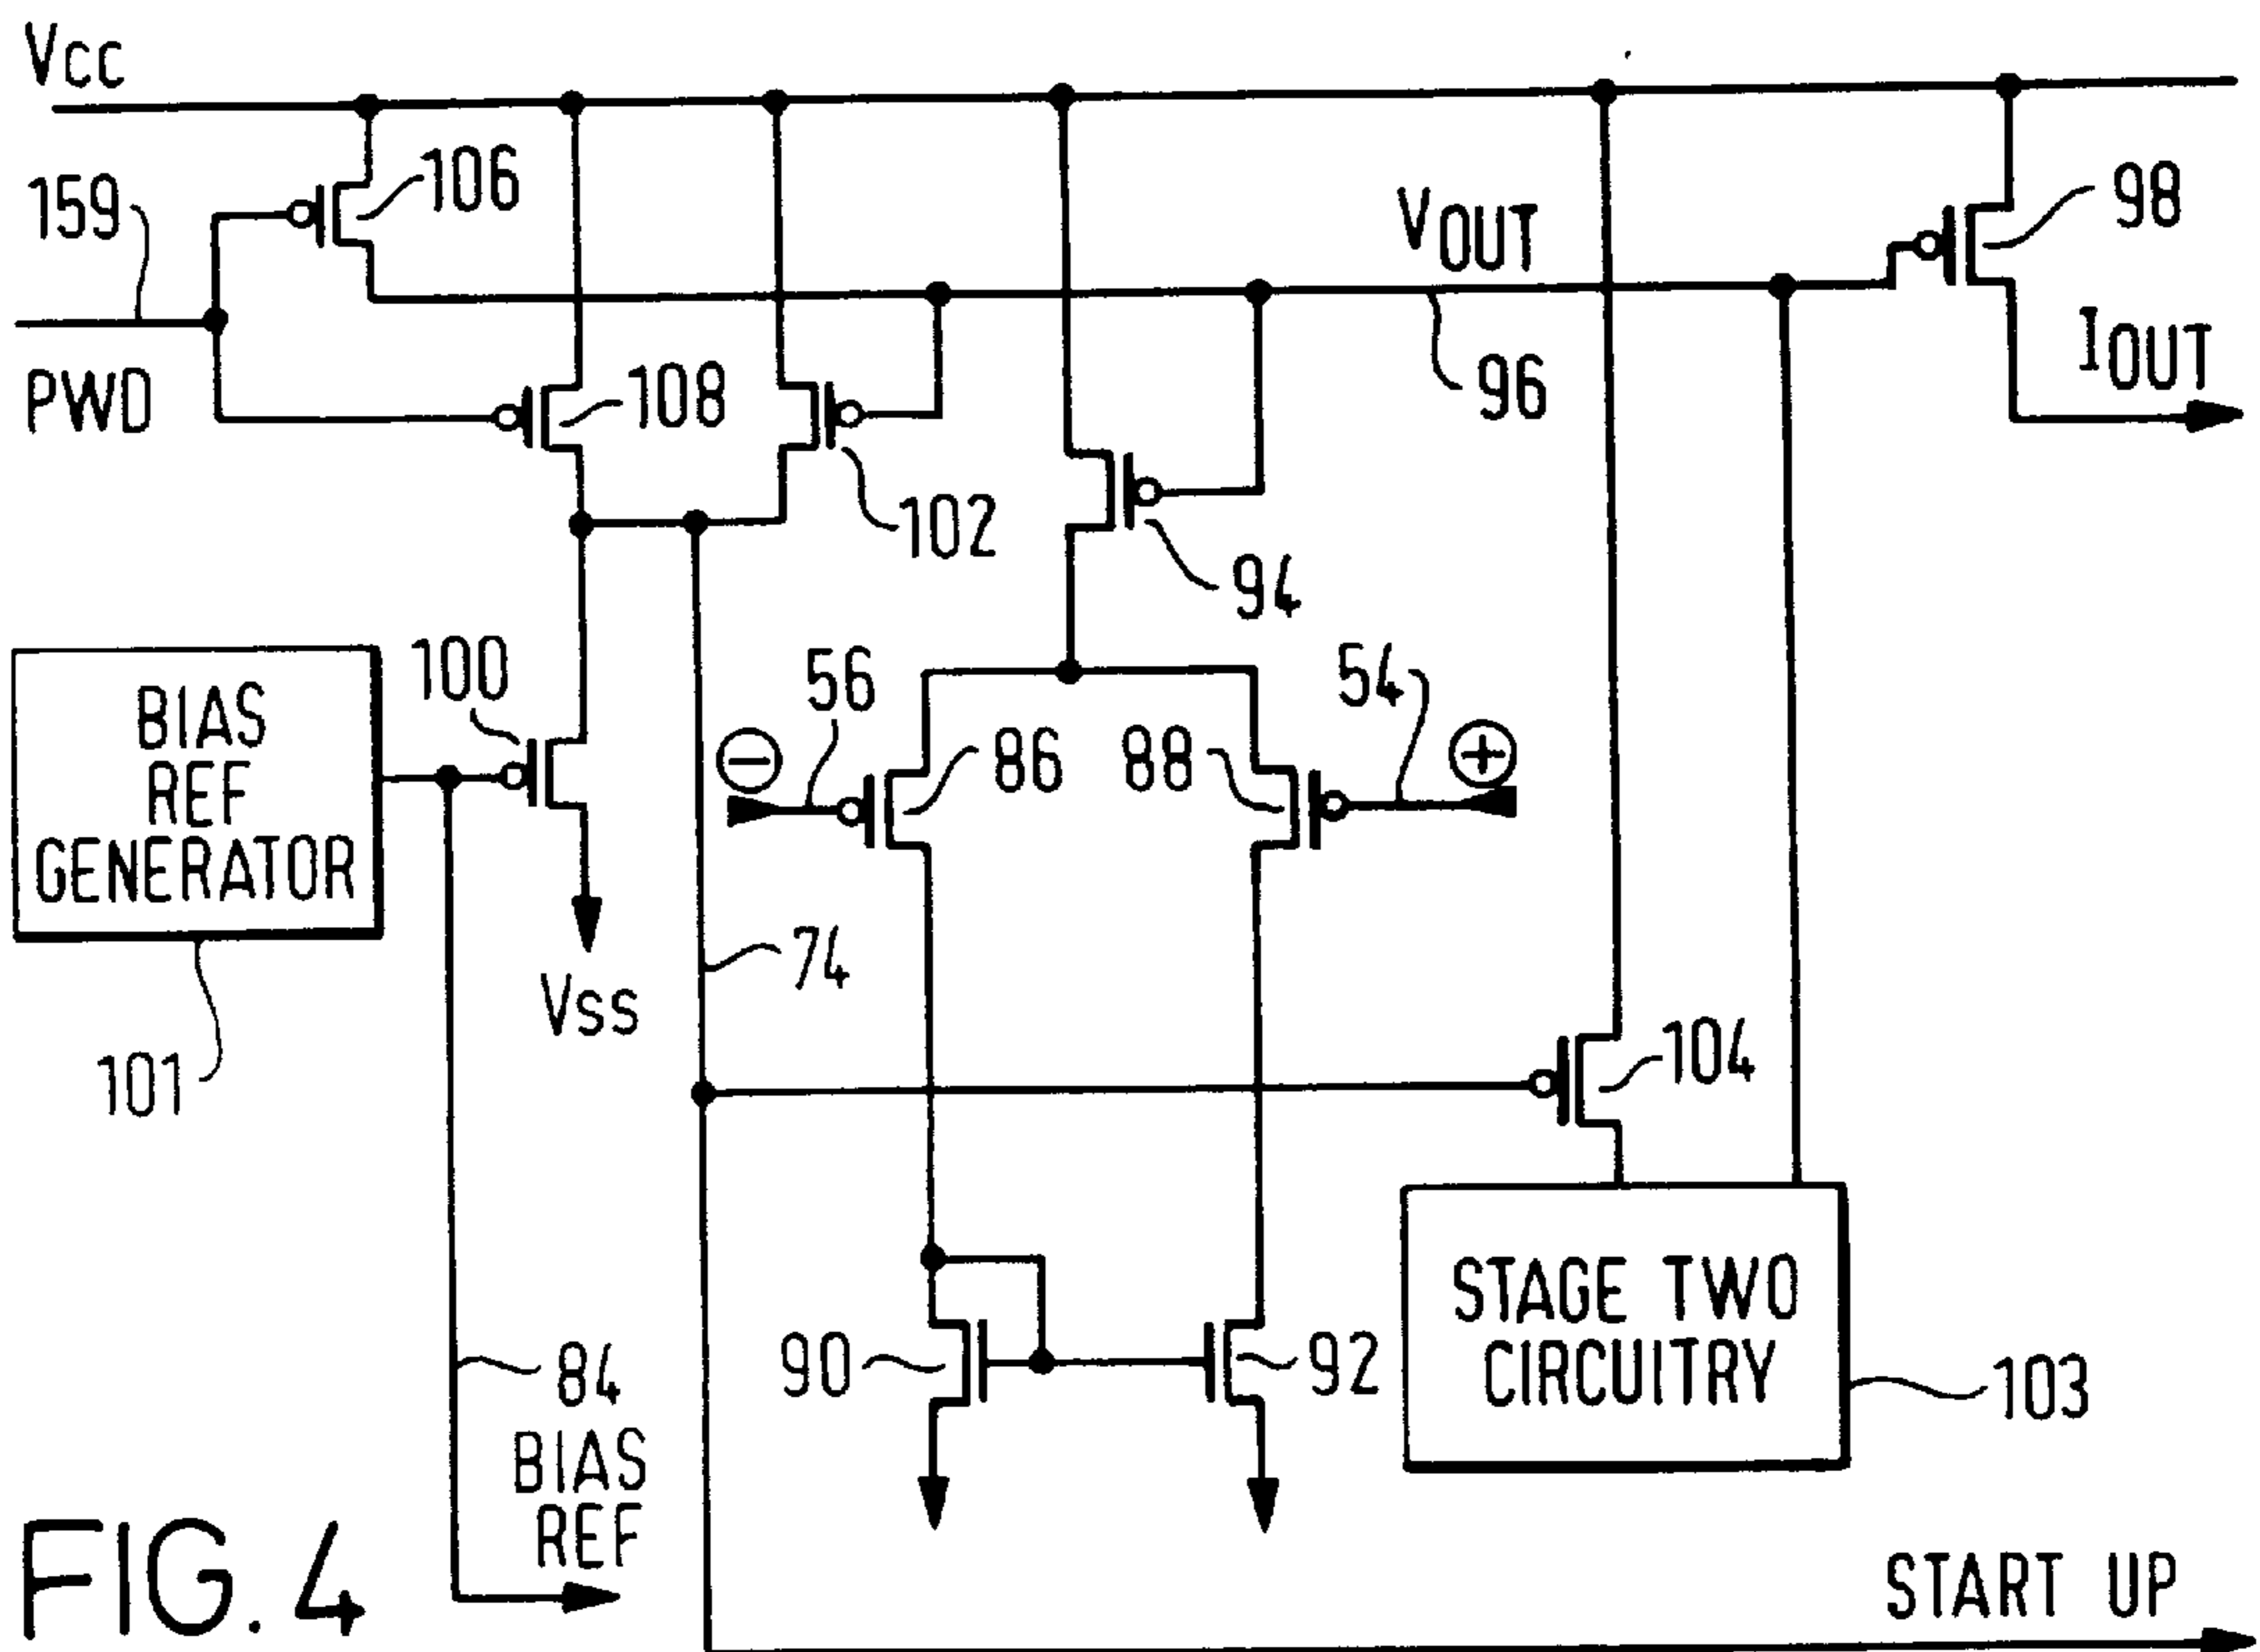 VCC
106
159
98
VOUT
IOUT
96
PWD
108
102
94
100
56
54
BIAS
REF
GENERATOR
⊖
86
88
⊕
74
VSS
101
104
STAGE TWO
CIRCUITRY
90
92
84
103
BIAS
REF
FIG. 4
START UP